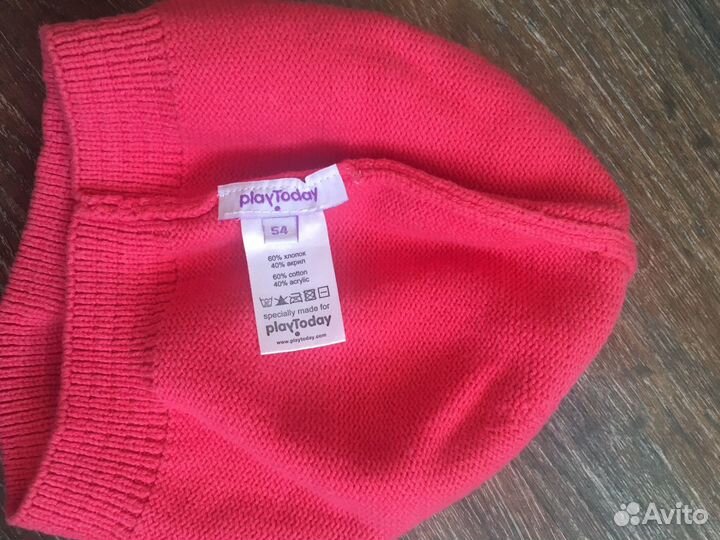 playToday
54
60% хлопок
40% акрил
60% cotton
40% acrylic
specially made for
playToday
www.playtoday.com
Avito